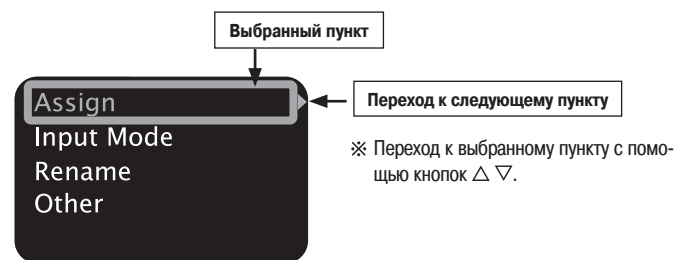 Выбранный пункт
Assign
Переход к следующему пункту
Input Mode
Rename
Other
※ Переход к выбранному пункту с помо-
щью кнопок △ ▽.